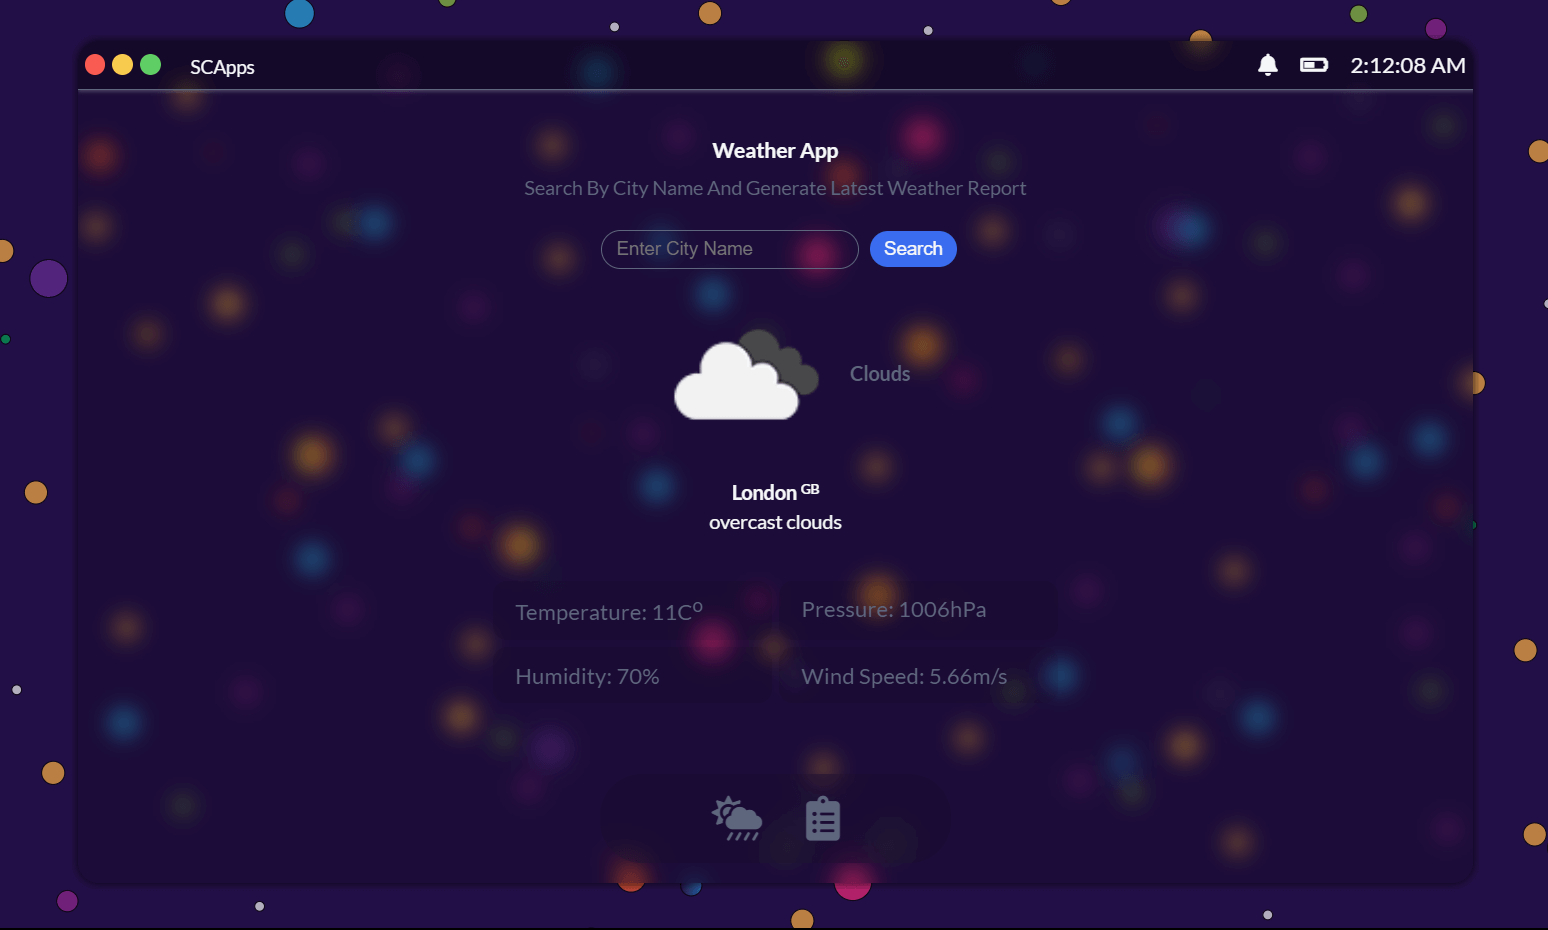 SCApps
2:12:08 AM
Weather App
Search By City Name And Generate Latest Weather Report
Enter City Name
Search
Clouds
London GB
overcast clouds
Temperature: 11Cº
Pressure: 1006hPa
Humidity: 70%
Wind Speed: 5.66m/s